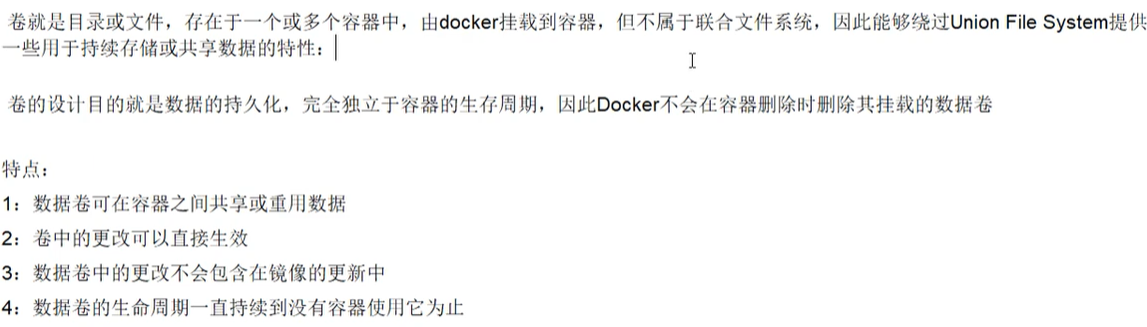 卷就是目录或文件，存在于一个或多个容器中，由docker挂载到容器，但不属于联合文件系统，因此能够绕过Union File System提供
一些用于持续存储或共享数据的特性：
卷的设计目的就是数据的持久化，完全独立于容器的生存周期，因此Docker不会在容器删除时删除其挂载的数据卷
特点：
1：数据卷可在容器之间共享或重用数据
2：卷中的更改可以直接生效
3：数据卷中的更改不会包含在镜像的更新中
4：数据卷的生命周期一直持续到没有容器使用它为止